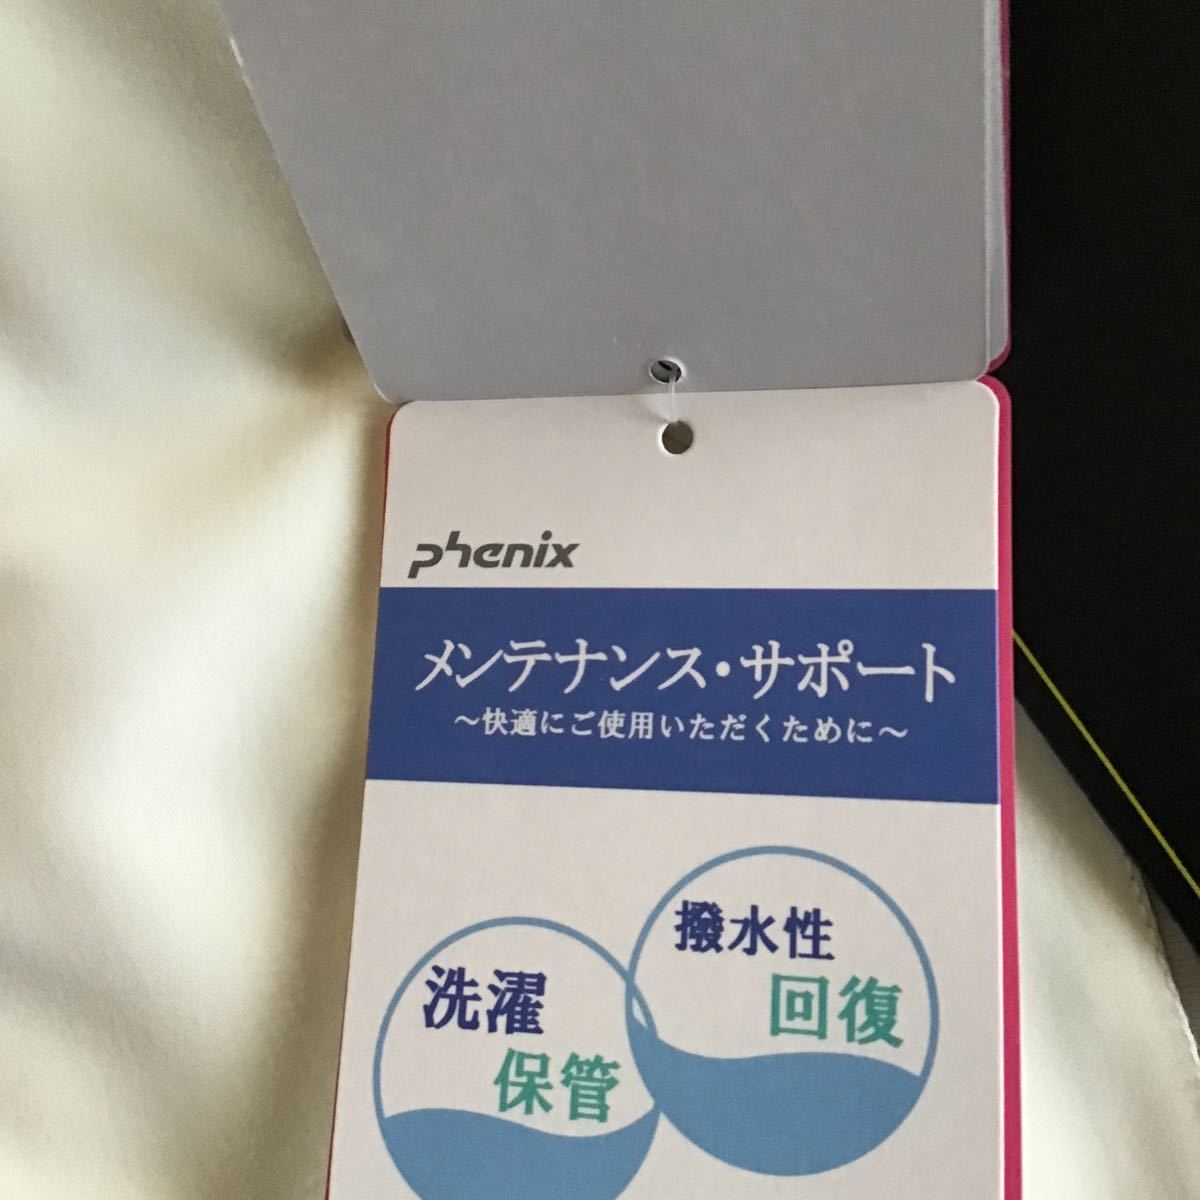 phenix
メンテナンス・サポート
～快適にご使用いただくために～
撥水性
回復
洗濯
保管